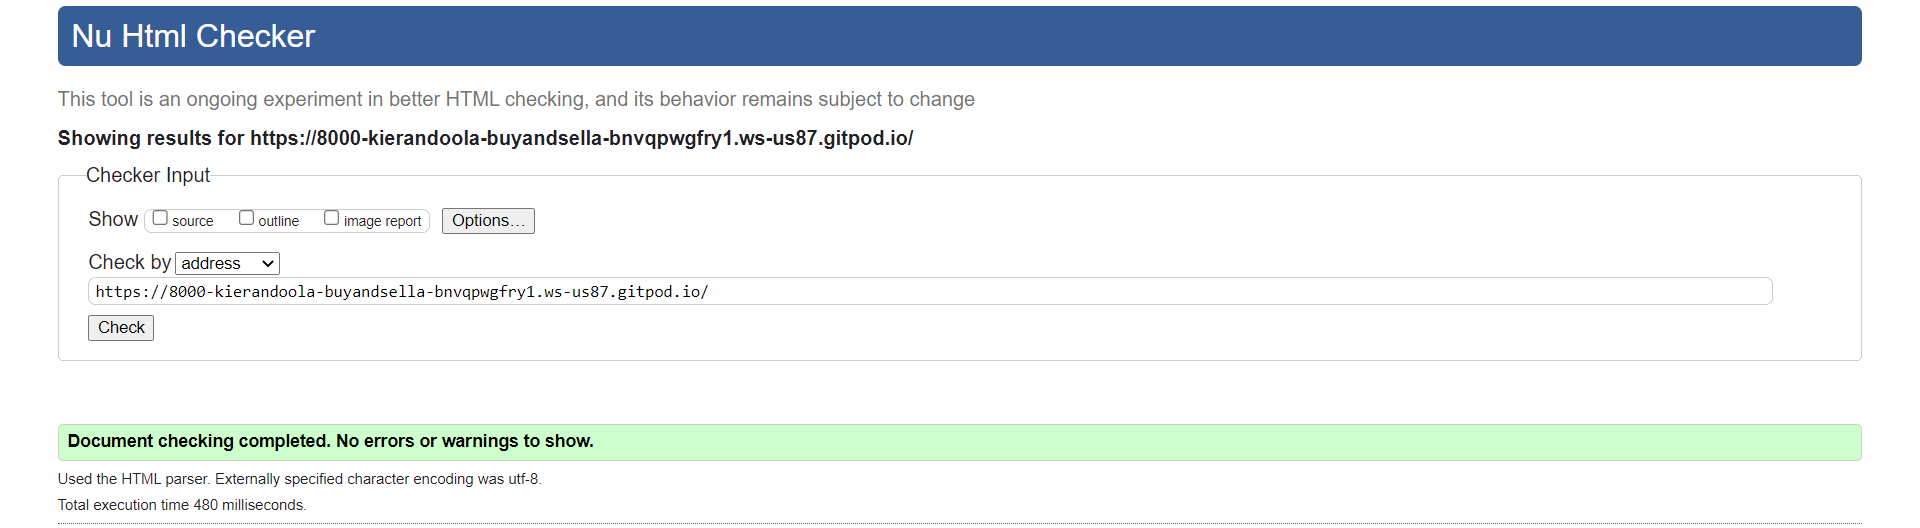 Nu Html Checker
This tool is an ongoing experiment in better HTML checking, and its behavior remains subject to change
Showing results for https://8000-kierandoola-buyandsella-bnvqpwgfry1.ws-us87.gitpod.io/
Checker Input
Show source outline image report Options...
Check by address
https://8000-kierandoola-buyandsella-bnvqpwgfry1.ws-us87.gitpod.io/
Check
Document checking completed. No errors or warnings to show.
Used the HTML parser. Externally specified character encoding was utf-8.
Total execution time 480 milliseconds.